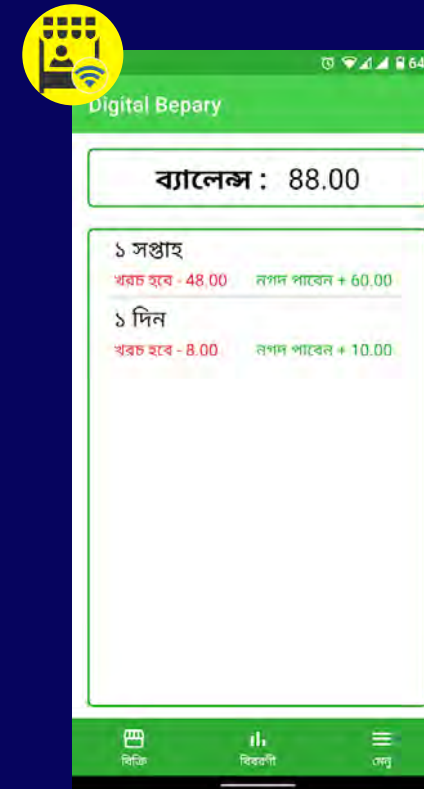 64
Digital Bepary
ব্যালেন্স : 88.00
১ সপ্তাহ
খরচ হবে - 48.00 নগদ পাবেন + 60.00
১ দিন
খরচ হবে - 8.00 নগদ পাবেন + 10.00
বিক্রি বিবরণী মেনু